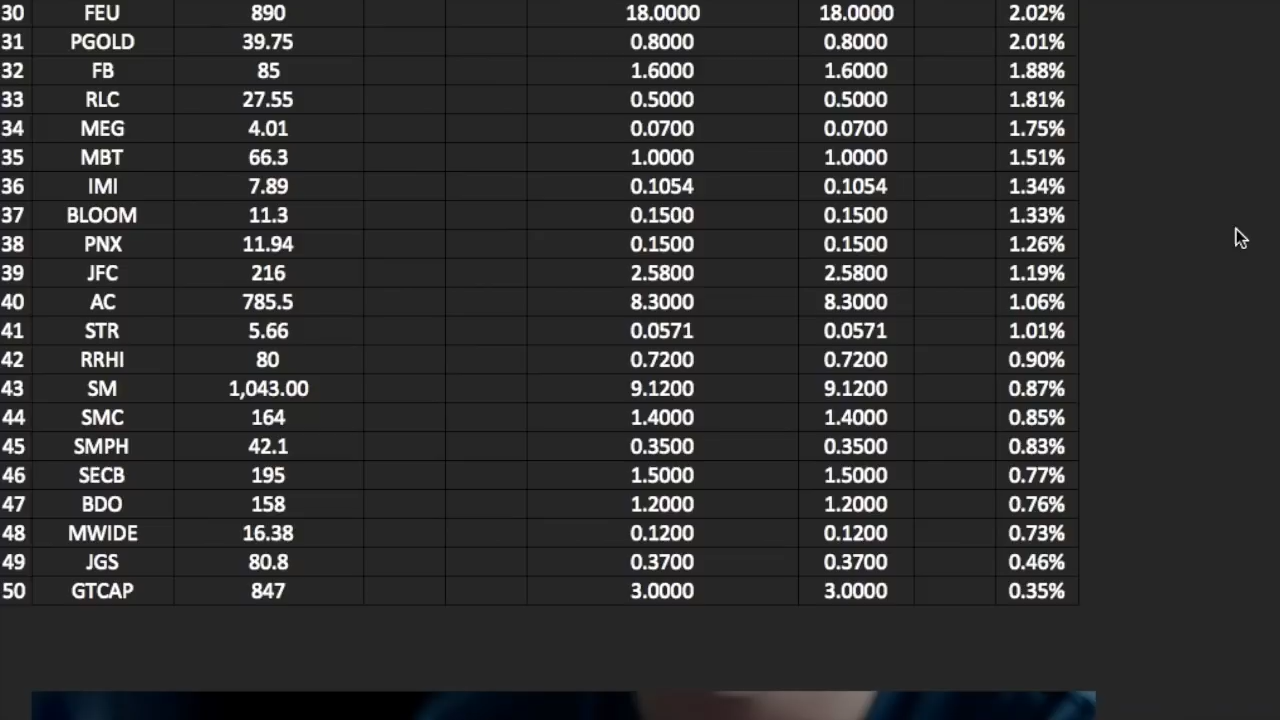 30 FEU 890 18.0000 18.0000 2.02%
31 PGOLD 39.75 0.8000 0.8000 2.01%
32 FB 85 1.6000 1.6000 1.88%
33 RLC 27.55 0.5000 0.5000 1.81%
34 MEG 4.01 0.0700 0.0700 1.75%
35 MBT 66.3 1.0000 1.0000 1.51%
36 IMI 7.89 0.1054 0.1054 1.34%
37 BLOOM 11.3 0.1500 0.1500 1.33%
38 PNX 11.94 0.1500 0.1500 1.26%
39 JFC 216 2.5800 2.5800 1.19%
40 AC 785.5 8.3000 8.3000 1.06%
41 STR 5.66 0.0571 0.0571 1.01%
42 RRHI 80 0.7200 0.7200 0.90%
43 SM 1,043.00 9.1200 9.1200 0.87%
44 SMC 164 1.4000 1.4000 0.85%
45 SMPH 42.1 0.3500 0.3500 0.83%
46 SECB 195 1.5000 1.5000 0.77%
47 BDO 158 1.2000 1.2000 0.76%
48 MWIDE 16.38 0.1200 0.1200 0.73%
49 JGS 80.8 0.3700 0.3700 0.46%
50 GTCAP 847 3.0000 3.0000 0.35%